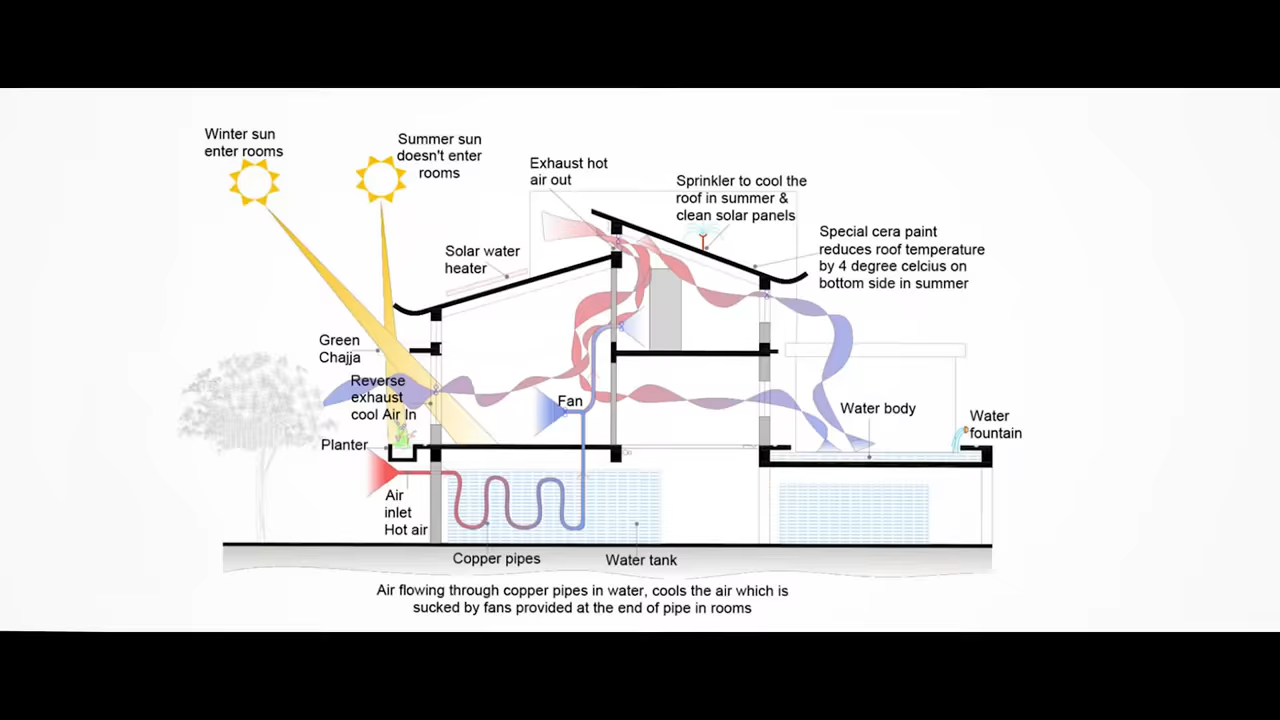 Winter sun
enter rooms
Summer sun
doesn't enter
rooms
Exhaust hot
air out
Sprinkler to cool the
roof in summer &
clean solar panels
Special cera paint
reduces roof temperature
by 4 degree celcius on
bottom side in summer
Solar water
heater
Green
Chajja
Reverse
exhaust
cool Air In
Fan
Water body
Water
fountain
Planter
Air
inlet
Hot air
Copper pipes
Water tank
Air flowing through copper pipes in water, cools the air which is
sucked by fans provided at the end of pipe in rooms